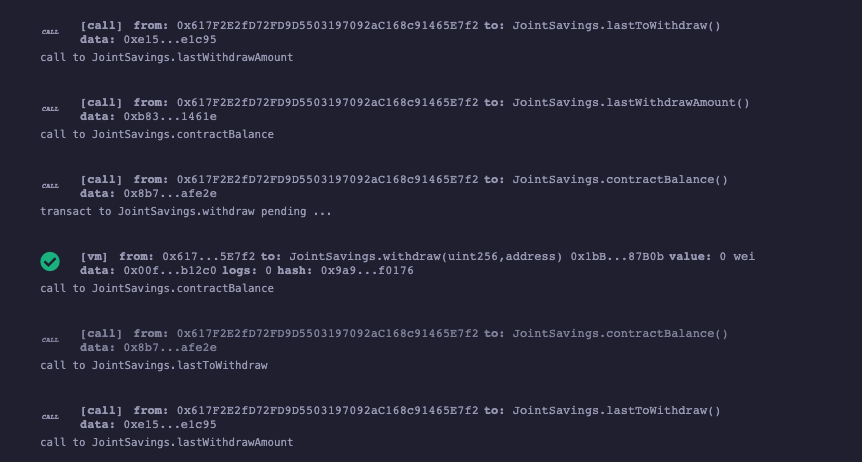 CALL [call] from: 0x617F2E2fD72FD9D5503197092aC168c91465E7f2 to: JointSavings.lastToWithdraw()
data: 0xe15...e1c95
call to JointSavings.lastWithdrawAmount
CALL [call] from: 0x617F2E2fD72FD9D5503197092aC168c91465E7f2 to: JointSavings.lastWithdrawAmount()
data: 0xb83...1461e
call to JointSavings.contractBalance
CALL [call] from: 0x617F2E2fD72FD9D5503197092aC168c91465E7f2 to: JointSavings.contractBalance()
data: 0x8b7...afe2e
transact to JointSavings.withdraw pending ...
[vm] from: 0x617...5E7f2 to: JointSavings.withdraw(uint256,address) 0x1bB...87B0b value: 0 wei
data: 0x00f...b12c0 logs: 0 hash: 0x9a9...f0176
call to JointSavings.contractBalance
CALL [call] from: 0x617F2E2fD72FD9D5503197092aC168c91465E7f2 to: JointSavings.contractBalance()
data: 0x8b7...afe2e
call to JointSavings.lastToWithdraw
CALL [call] from: 0x617F2E2fD72FD9D5503197092aC168c91465E7f2 to: JointSavings.lastToWithdraw()
data: 0xe15...e1c95
call to JointSavings.lastWithdrawAmount